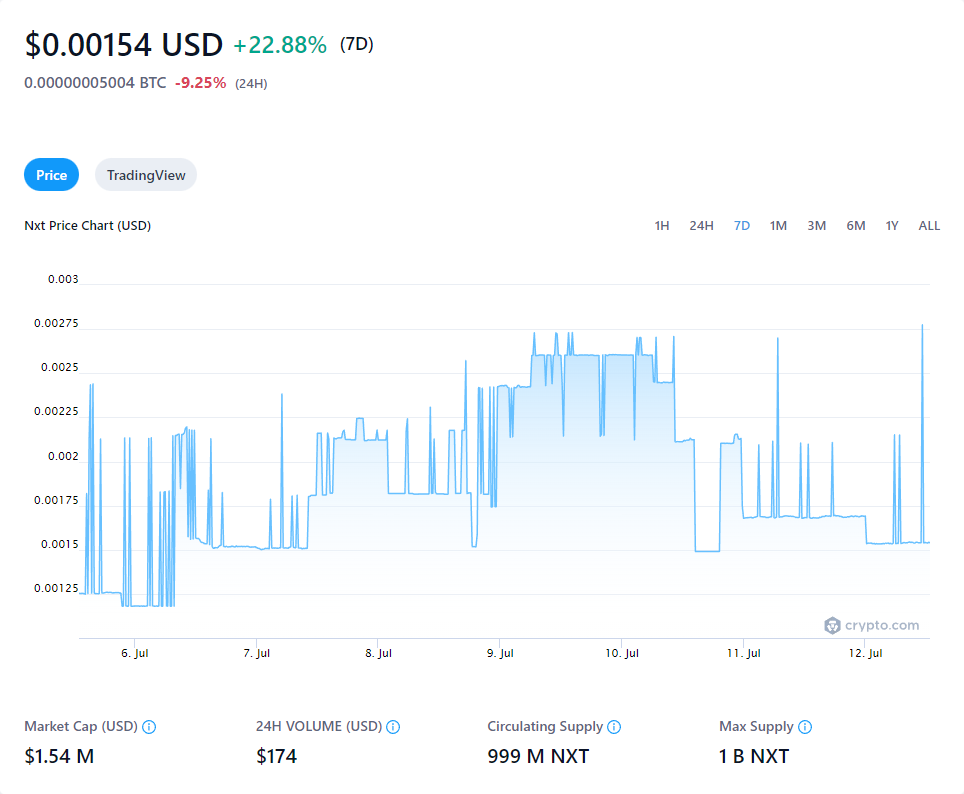 $0.00154 USD +22.88% (7D)
0.00000005004 BTC -9.25% (24H)
Price TradingView
Nxt Price Chart (USD) 1H 24H 7D 1M 3M 6M 1Y ALL
0.003
0.00275
0.0025
0.00225
0.002
0.00175
0.0015
0.00125
crypto.com
6. Jul 7. Jul 8. Jul 9. Jul 10. Jul 11. Jul 12. Jul
Market Cap (USD) 24H VOLUME (USD) Circulating Supply Max Supply
$1.54 M $174 999 M NXT 1 B NXT